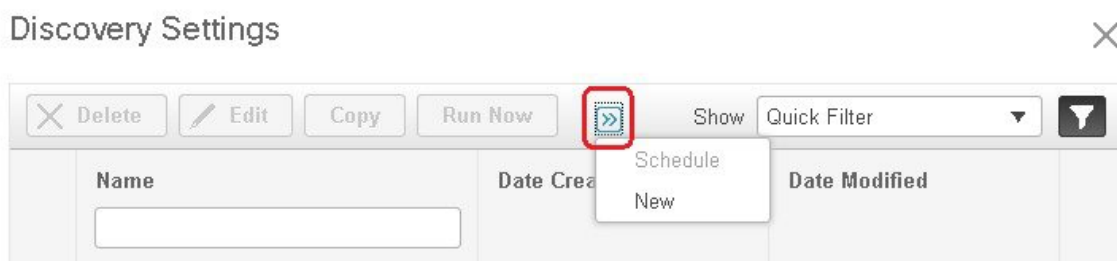 Discovery Settings
Delete Edit Copy Run Now >> Show Quick Filter
Schedule
Name Date Crea Date Modified
New